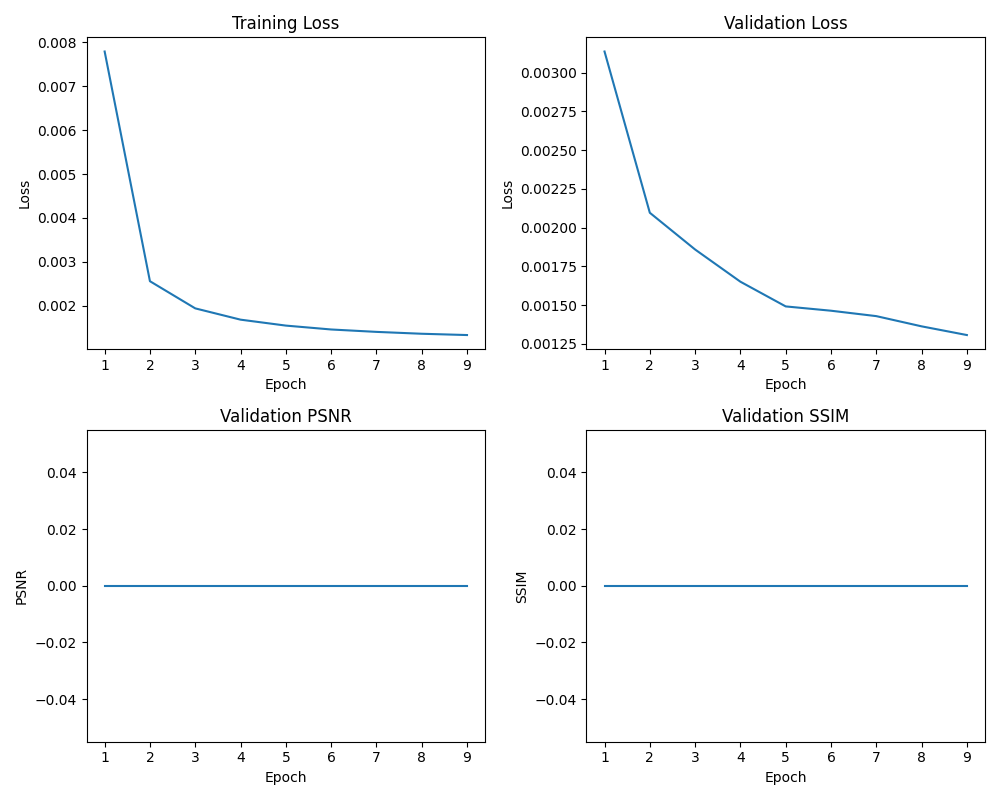 Training Loss
0.008
0.007
0.006
0.005
0.004
0.003
0.002
Loss
1 2 3 4 5 6 7 8 9
Epoch
Validation Loss
0.00300
0.00275
0.00250
0.00225
0.00200
0.00175
0.00150
0.00125
Loss
1 2 3 4 5 6 7 8 9
Epoch
Validation PSNR
0.04
0.02
0.00
−0.02
−0.04
PSNR
1 2 3 4 5 6 7 8 9
Epoch
Validation SSIM
0.04
0.02
0.00
−0.02
−0.04
SSIM
1 2 3 4 5 6 7 8 9
Epoch